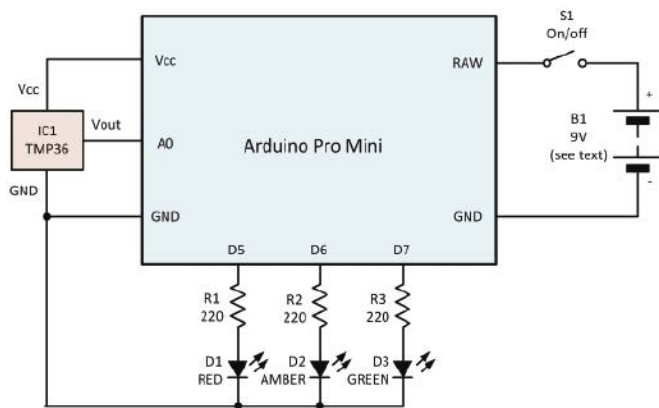 S1
On/off
Vcc
RAW
Vcc
+
IC1
TMP36
Vout
A0
Arduino Pro Mini
B1
9V
(see text)
GND
GND
GND
-
D5
D6
D7
R1
220
R2
220
R3
220
D1
RED
D2
AMBER
D3
GREEN